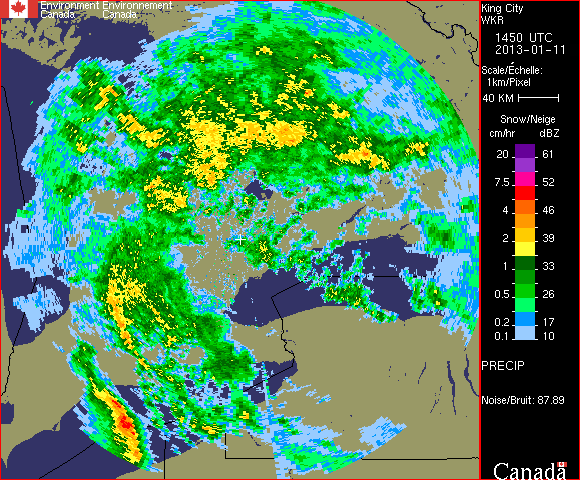 Environment Environnement
Canada Canada
King City
WKR
1450 UTC
2013-01-11
Scale/Échelle:
1km/Pixel
40 KM
Snow/Neige
cm/hr dBZ
20 61
7.5 52
4 46
2 39
1 33
0.5 26
0.2 17
0.1 10
PRECIP
Noise/Bruit: 87.89
Canada